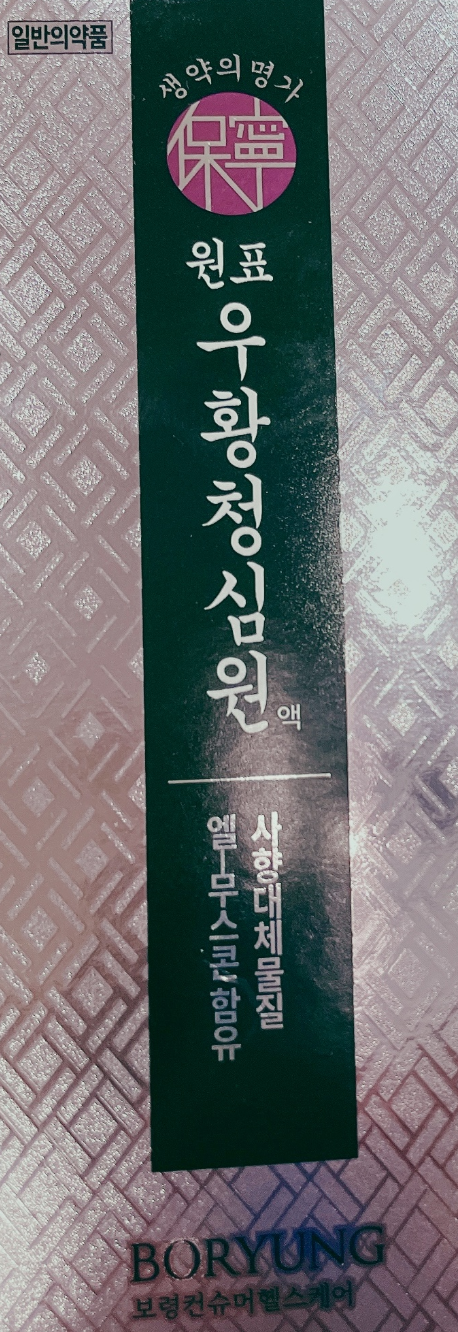 일반의약품
생약의 명가
保寧
원표
우황청심원액
사향대체물질
엘-무스콘 함유
BORYUNG
보령컨슈머헬스케어